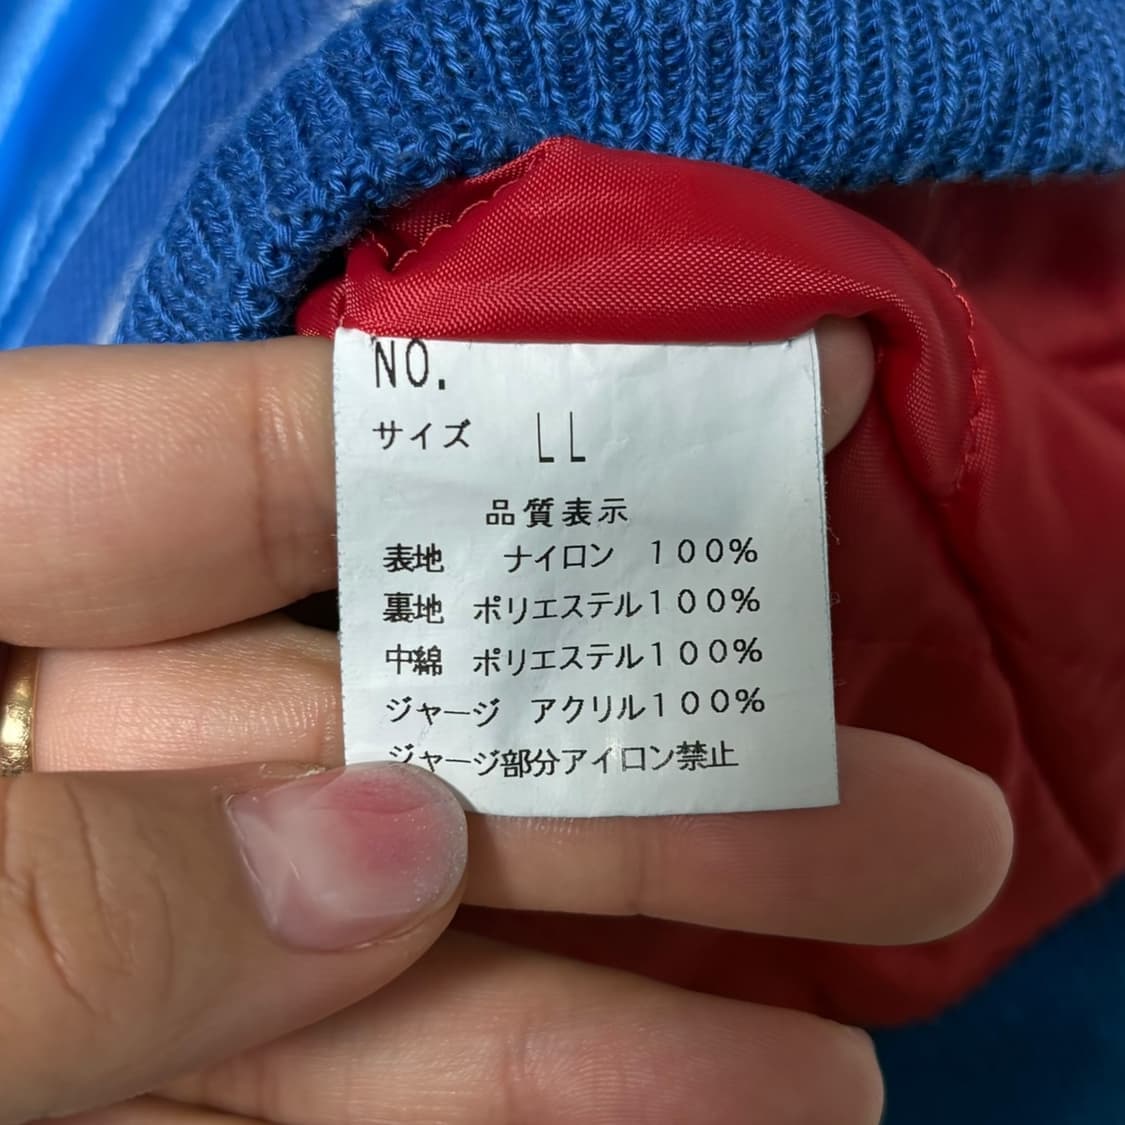 NO.
サイズ LL
品質表示
表地 ナイロン 100%
裏地 ポリエステル100%
中綿 ポリエステル100%
ジャージ アクリル100%
ジャージ部分アイロン禁止